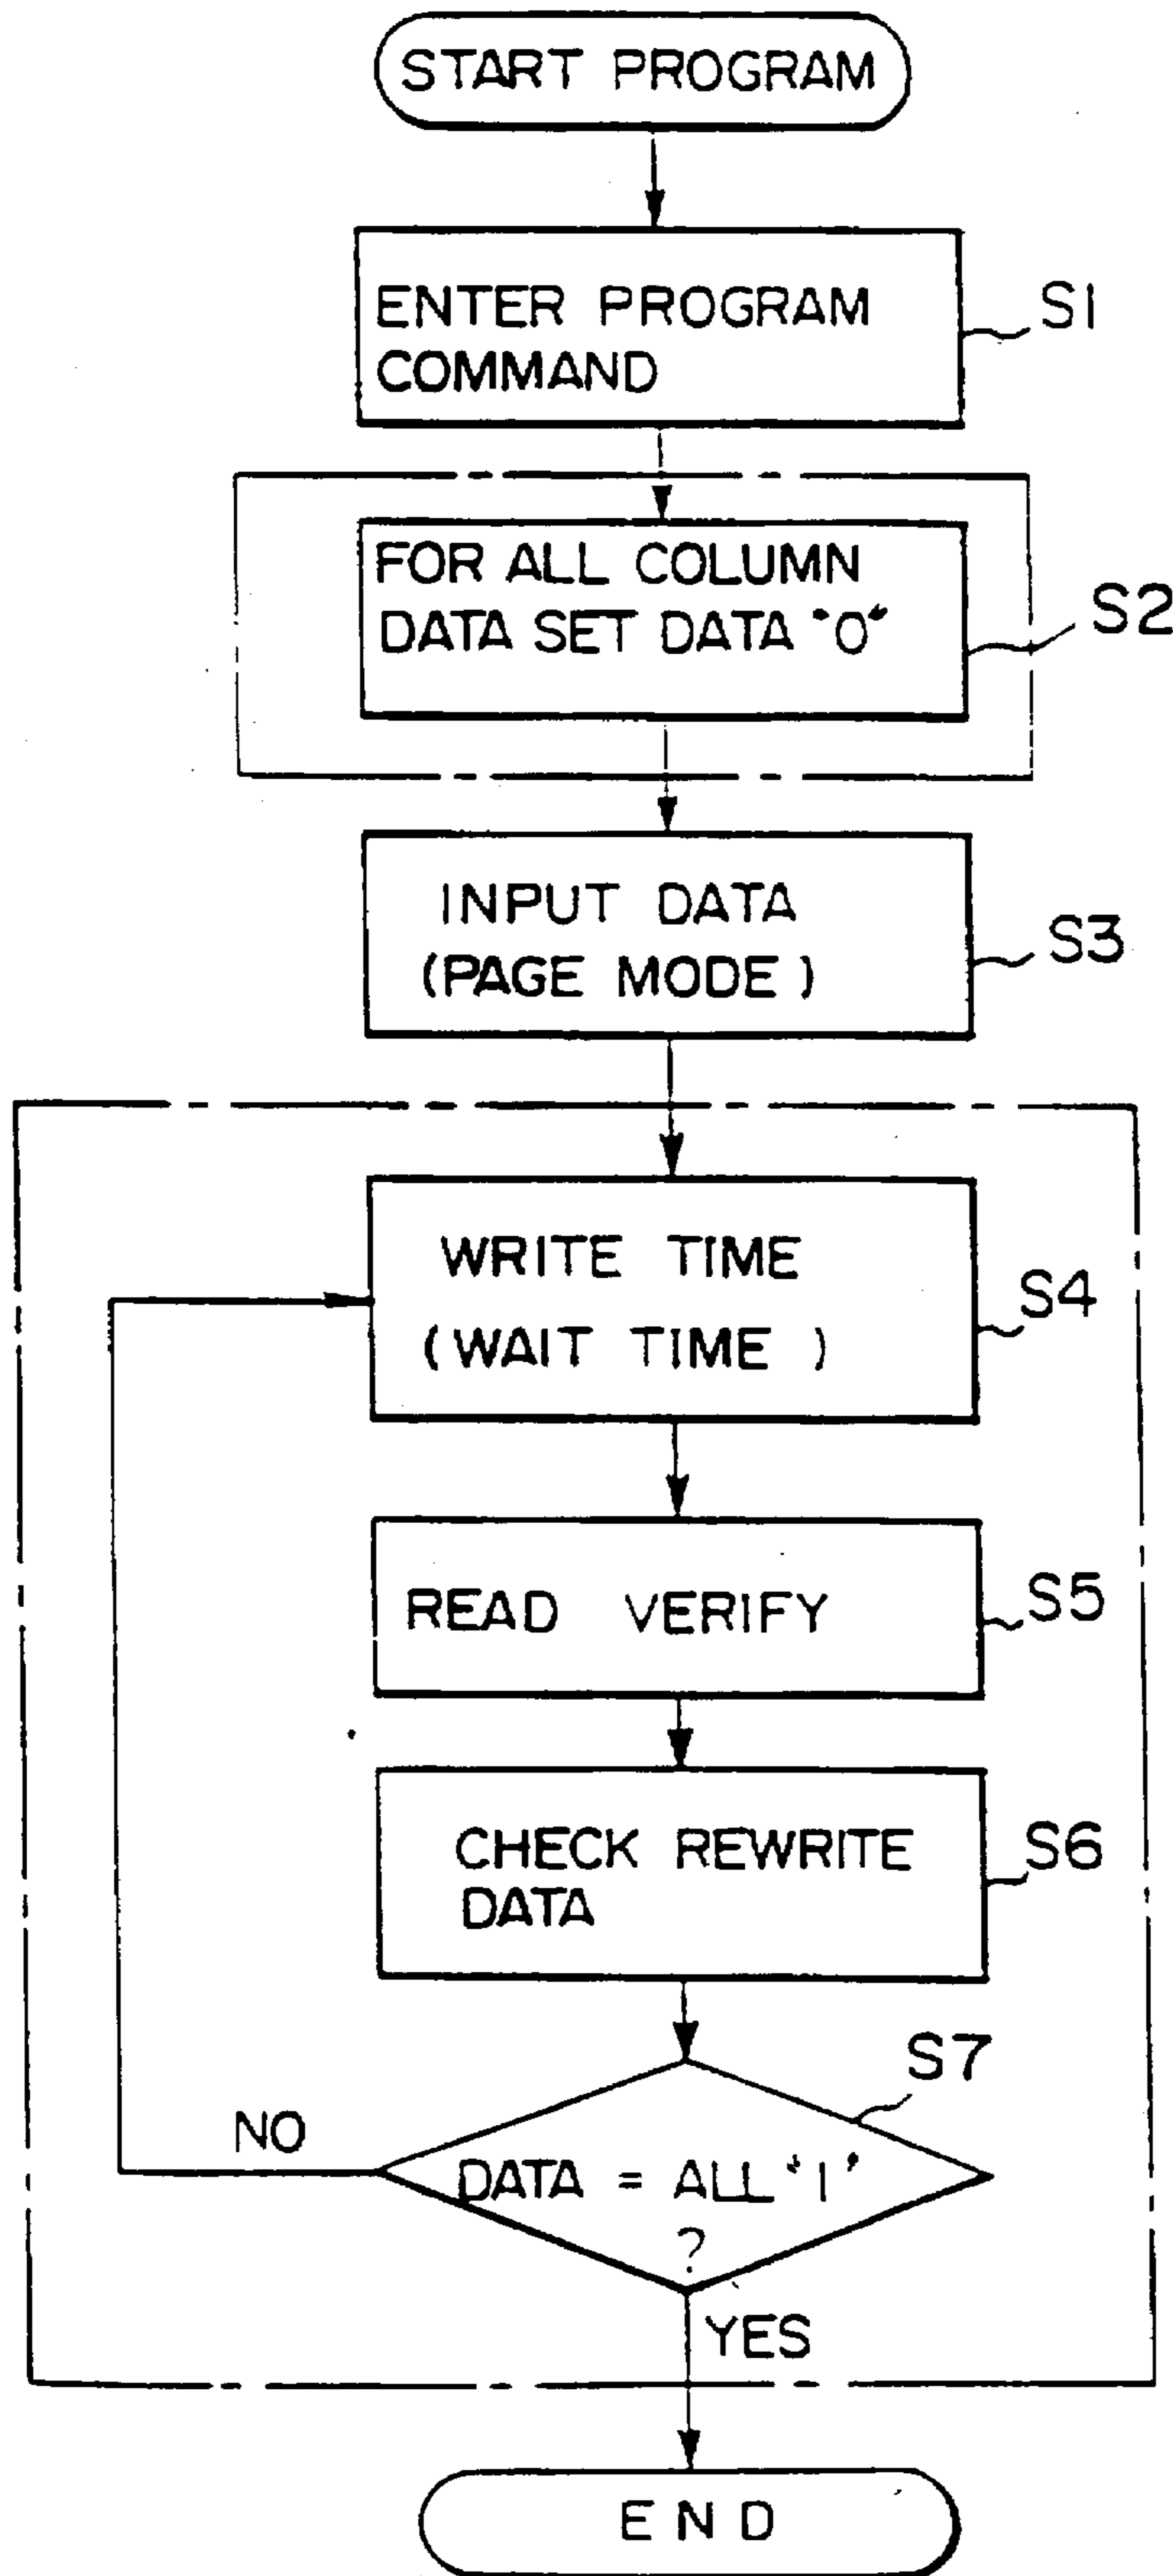 START PROGRAM
ENTER PROGRAM
COMMAND
S1
FOR ALL COLUMN
DATA SET DATA "0"
S2
INPUT DATA
(PAGE MODE)
S3
WRITE TIME
(WAIT TIME )
S4
READ VERIFY
S5
CHECK REWRITE
DATA
S6
S7
NO
DATA = ALL "1"
?
YES
END